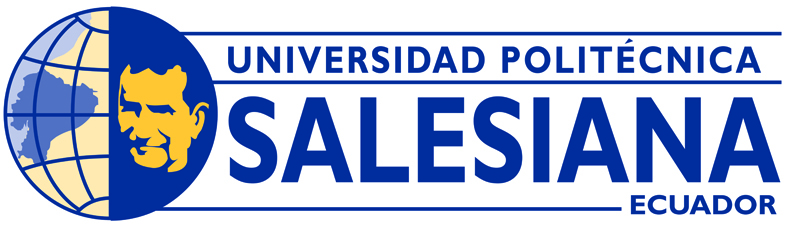 UNIVERSIDAD POLITÉCNICA
SALESIANA
ECUADOR